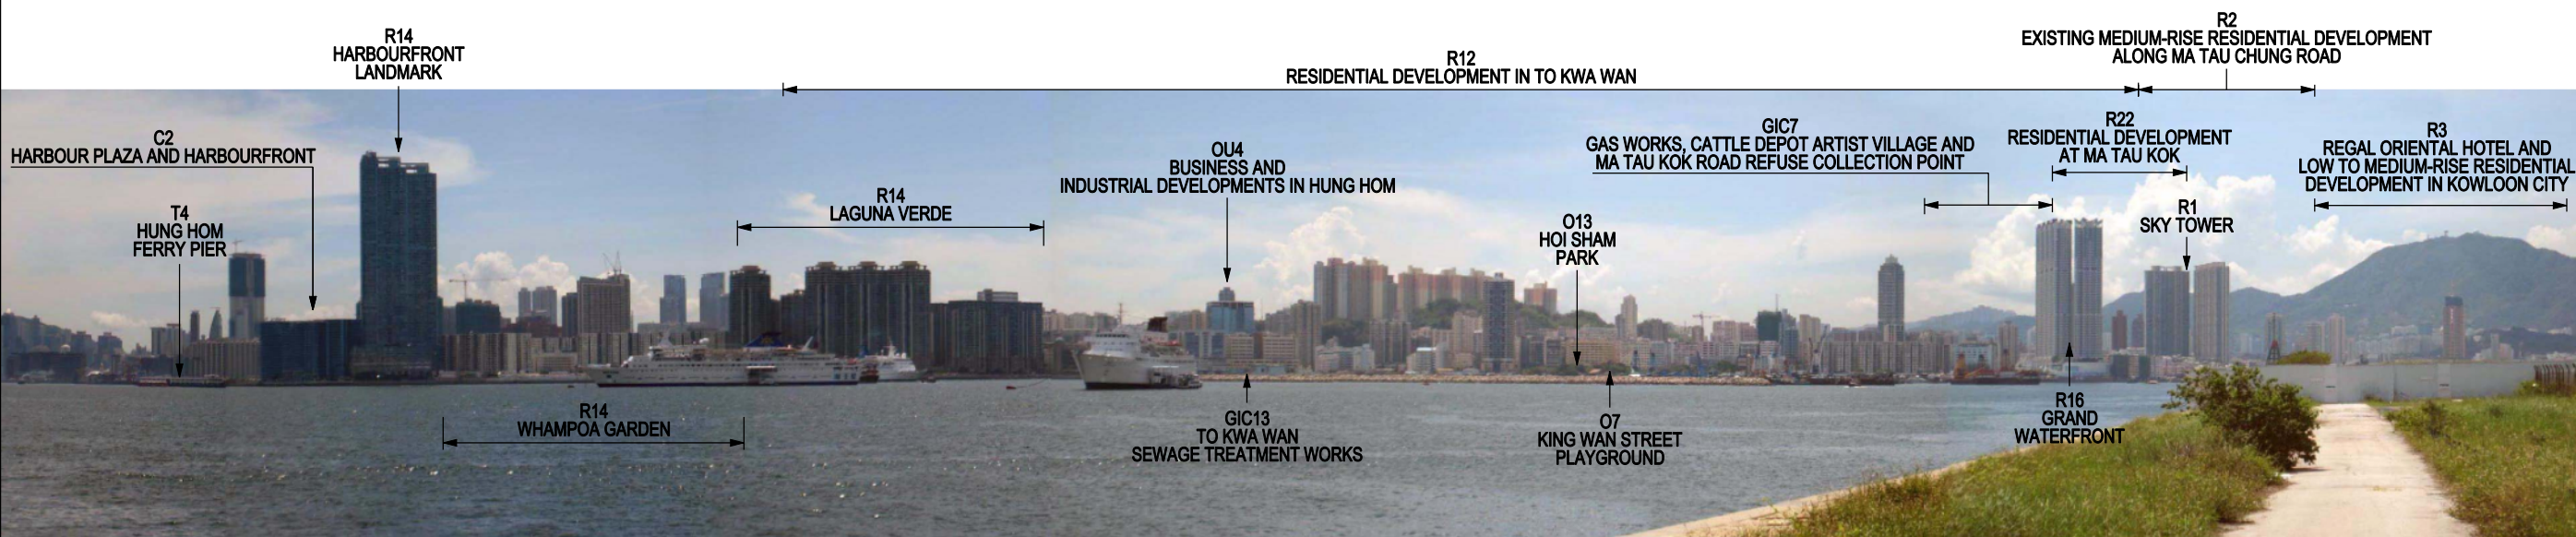 R14
HARBOURFRONT
LANDMARK
C2
HARBOUR PLAZA AND HARBOURFRONT
T4
HUNG HOM
FERRY PIER
R14
WHAMPOA GARDEN
R14
LAGUNA VERDE
R12
RESIDENTIAL DEVELOPMENT IN TO KWA WAN
OU4
BUSINESS AND
INDUSTRIAL DEVELOPMENTS IN HUNG HOM
GIC13
TO KWA WAN
SEWAGE TREATMENT WORKS
O13
HOI SHAM
PARK
O7
KING WAN STREET
PLAYGROUND
GIC7
GAS WORKS, CATTLE DEPOT ARTIST VILLAGE AND
MA TAU KOK ROAD REFUSE COLLECTION POINT
R2
EXISTING MEDIUM-RISE RESIDENTIAL DEVELOPMENT
ALONG MA TAU CHUNG ROAD
R22
RESIDENTIAL DEVELOPMENT
AT MA TAU KOK
R1
SKY TOWER
R16
GRAND
WATERFRONT
R3
REGAL ORIENTAL HOTEL AND
LOW TO MEDIUM-RISE RESIDENTIAL
DEVELOPMENT IN KOWLOON CITY